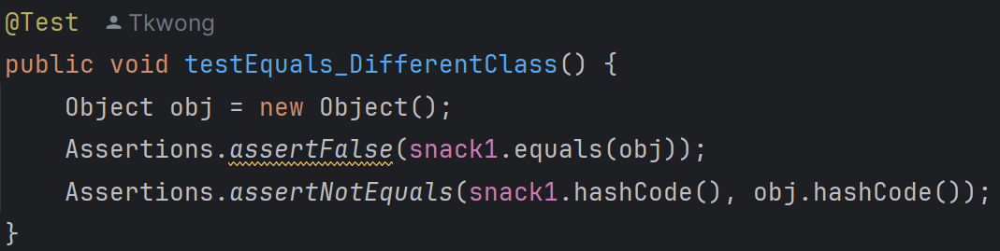 @Test Tkwong
public void testEquals_DifferentClass() {
Object obj = new Object();
Assertions.assertFalse(snack1.equals(obj));
Assertions.assertNotEquals(snack1.hashCode(), obj.hashCode());
}